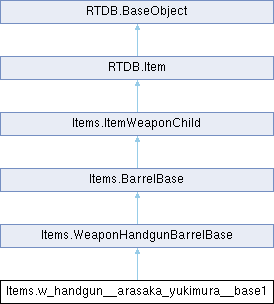 RTDB.BaseObject
RTDB.Item
Items.ItemWeaponChild
Items.BarrelBase
Items.WeaponHandgunBarrelBase
Items.w_handgun__arasaka_yukimura__base1